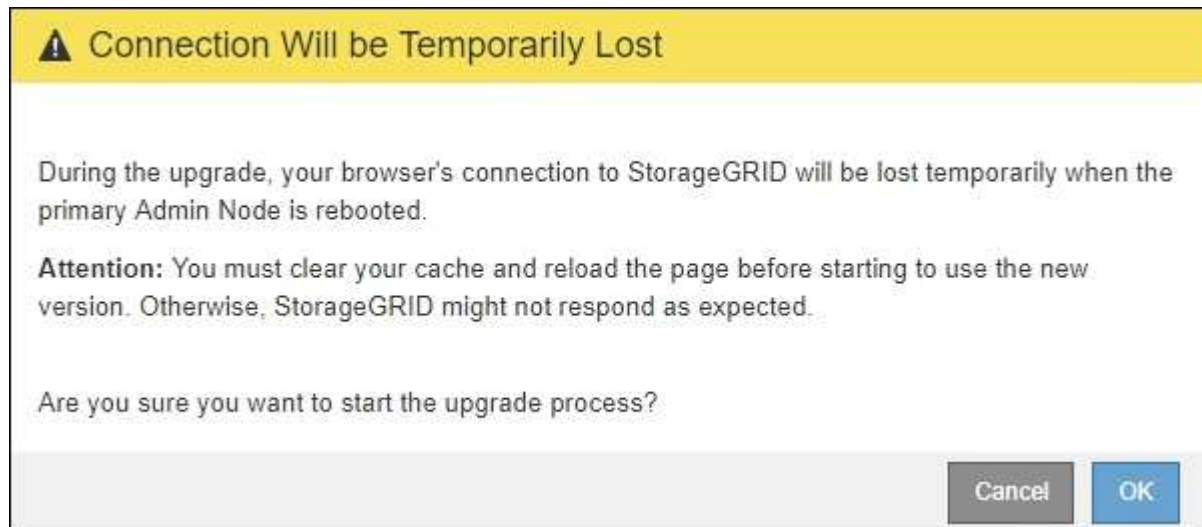 Connection Will be Temporarily Lost
During the upgrade, your browser's connection to StorageGRID will be lost temporarily when the
primary Admin Node is rebooted.
Attention: You must clear your cache and reload the page before starting to use the new
version. Otherwise, StorageGRID might not respond as expected.
Are you sure you want to start the upgrade process?
Cancel
OK